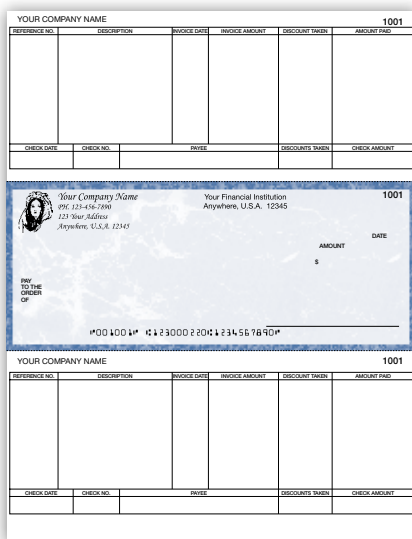 YOUR COMPANY NAME 1001
REFERENCE NO. DESCRIPTION INVOICE DATE INVOICE AMOUNT DISCOUNT TAKEN AMOUNT PAID
CHECK DATE CHECK NO. PAYEE DISCOUNTS TAKEN CHECK AMOUNT
Your Company Name Your Financial Institution 1001
PH. 123-456-7890 Anywhere, U.S.A. 12345
123 Your Address
Anywhere, U.S.A. 12345
DATE
AMOUNT
$
PAY
TO THE
ORDER
OF
⑈001001⑈ ⑆123000220⑆1234567890⑈
YOUR COMPANY NAME 1001
REFERENCE NO. DESCRIPTION INVOICE DATE INVOICE AMOUNT DISCOUNT TAKEN AMOUNT PAID
CHECK DATE CHECK NO. PAYEE DISCOUNTS TAKEN CHECK AMOUNT